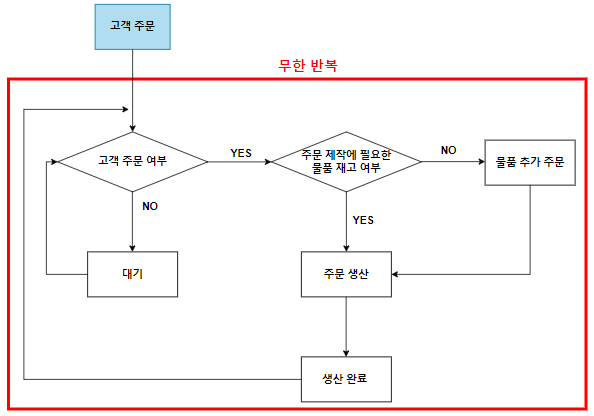 고객 주문
무한 반복
고객 주문 여부
YES
주문 제작에 필요한
물품 재고 여부
NO
물품 추가 주문
NO
YES
대기
주문 생산
생산 완료